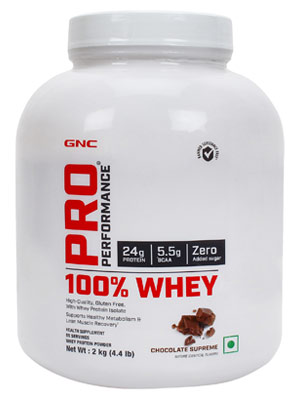 GNC
PRO
PERFORMANCE®
24g
PROTEIN
5.5g
BCAA
Zero
Added sugar
100% WHEY
High-Quality, Gluten Free,
With Whey Protein Isolate
Supports Healthy Metabolism &
Lean Muscle Recovery
HEALTH SUPPLEMENT
WHEY PROTEIN POWDER
Net Wt : 2 kg (4.4 lb)
CHOCOLATE SUPREME